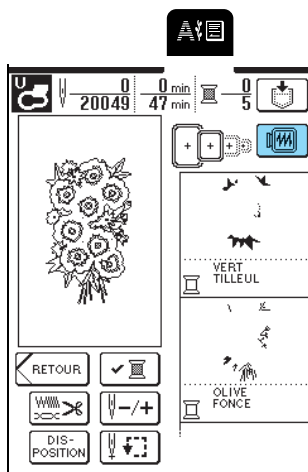 A
0 0 min 0
20049 47 min 5
VERT
TILLEUL
OLIVE
FONCE
RETOUR
-/+
DIS-
POSITION